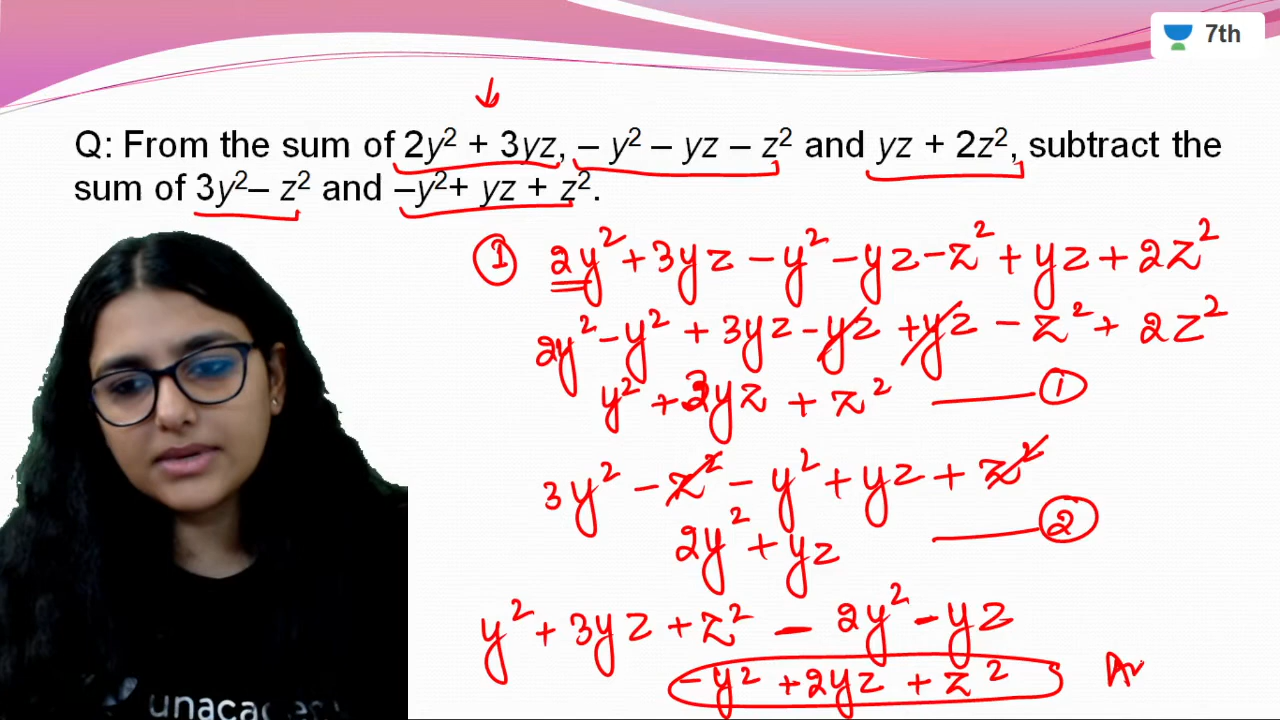 7th
Q: From the sum of 2y² + 3yz, – y² – yz – z² and yz + 2z², subtract the
sum of 3y²– z² and –y²+ yz + z².
① 2y² + 3yz – y² – yz – z² + yz + 2z²
2y² – y² + 3yz – yz + yz – z² + 2z²
y² + 3yz + z² —— ①
3y² – z² – y² + yz + z²
2y² + yz —— ②
y² + 3yz + z² – 2y² – yz
– y² + 2yz + z²